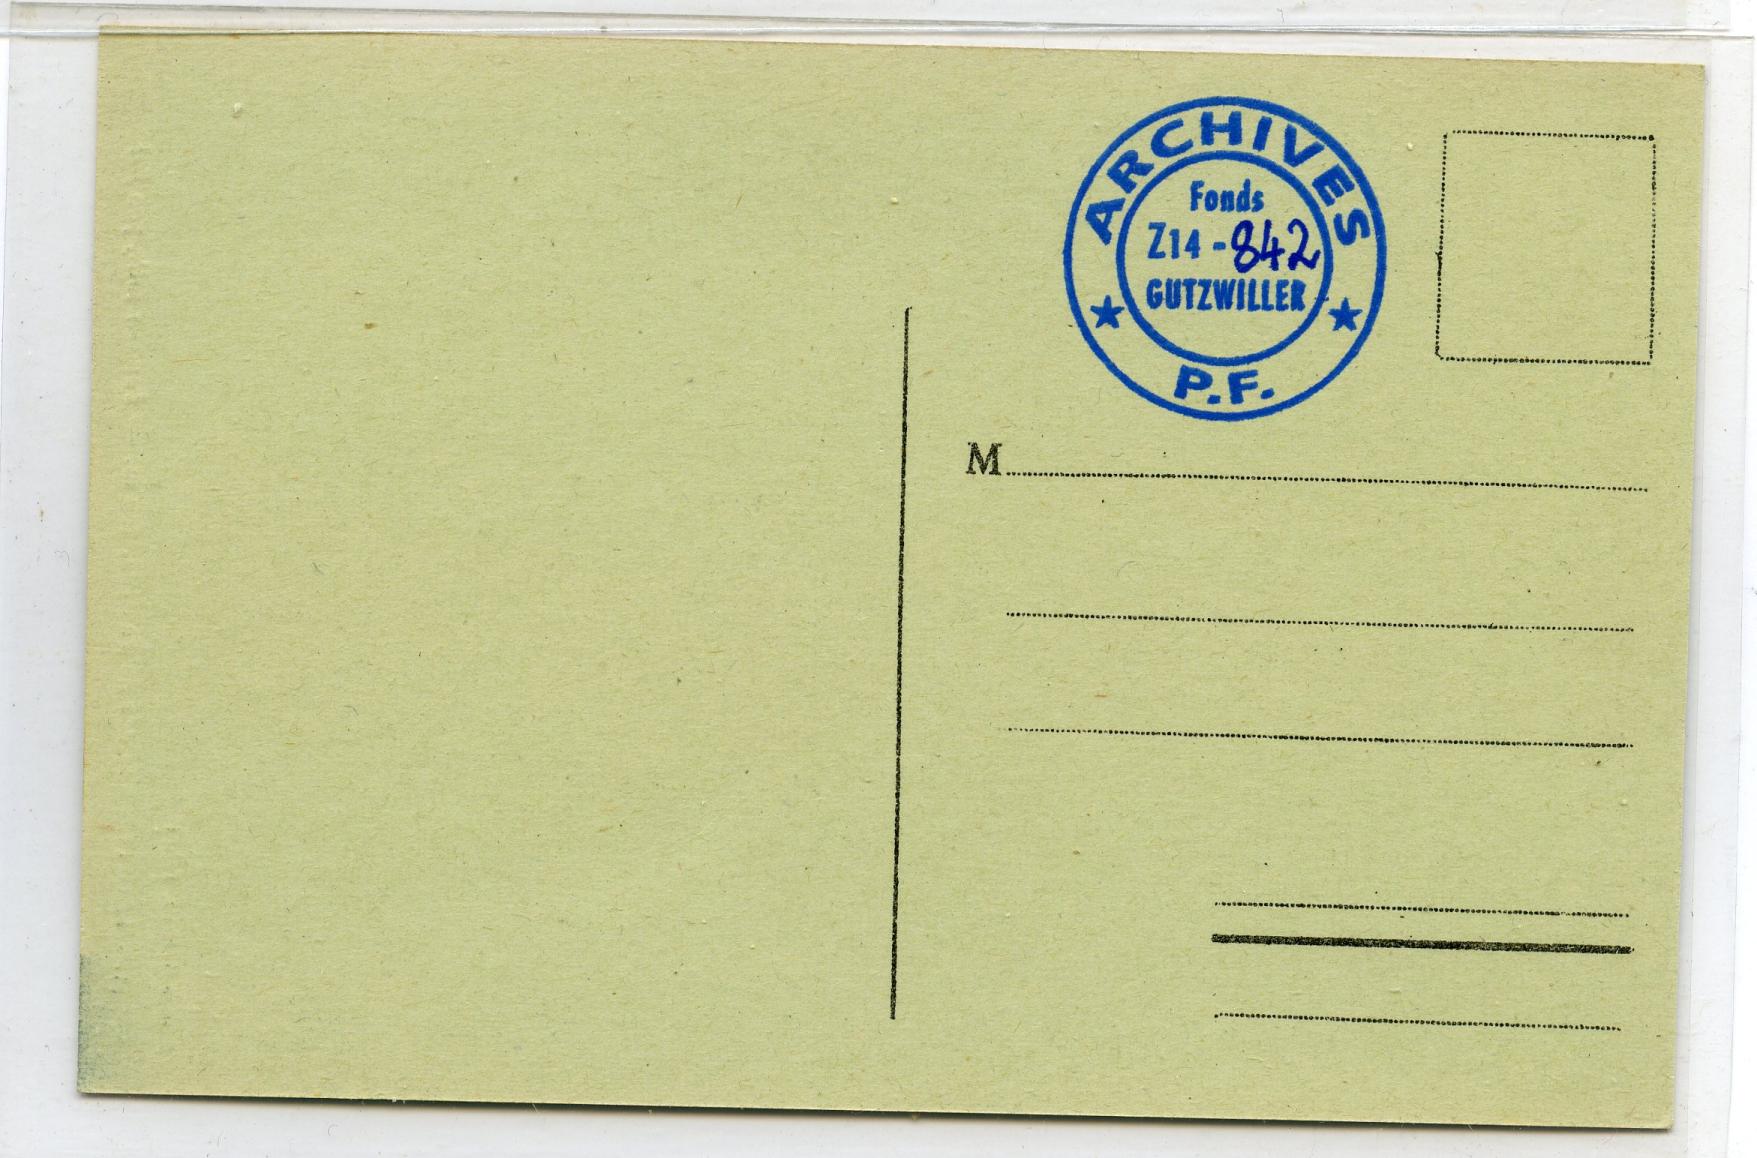 ARCHIVES
Fonds
Z14 - 842
GUTZWILLER
P.F.
M